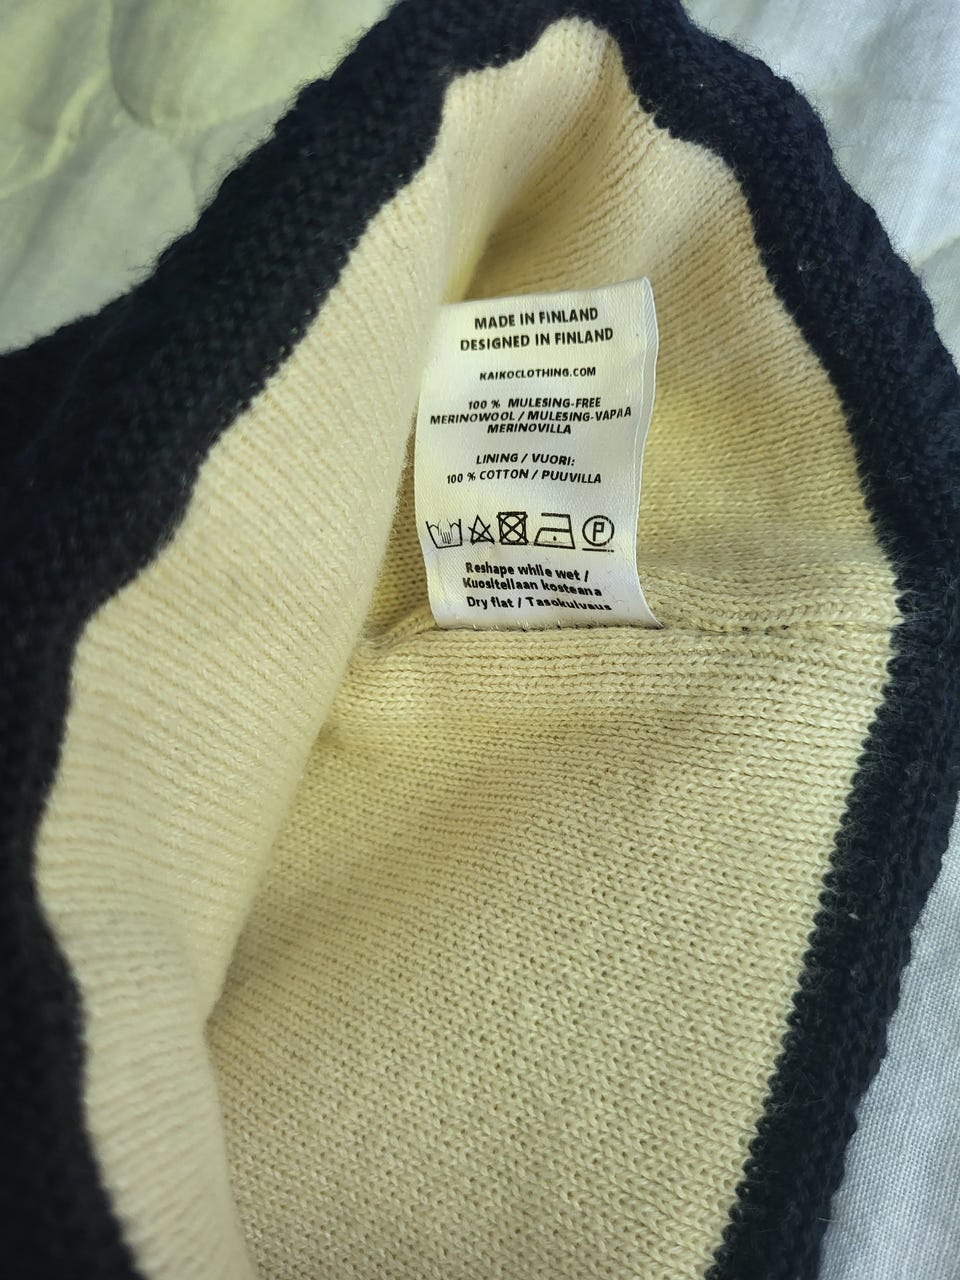 MADE IN FINLAND
DESIGNED IN FINLAND
KAIKOCLOTHING.COM
100 % MULESING-FREE
MERINOWOOL / MULESING-VAPAA
MERINOVILLA
LINING / VUORI:
100 % COTTON / PUUVILLA
P
Reshape while wet /
Kuositellaan kosteana
Dry flat / Tasokuivaus